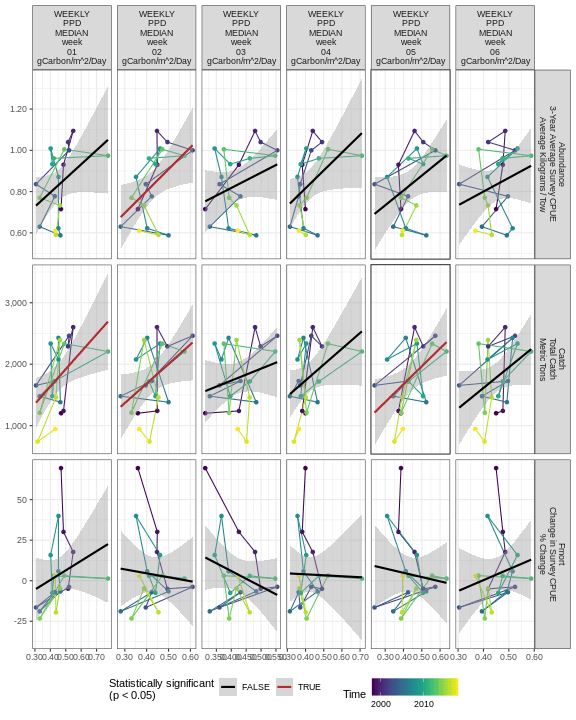 WEEKLY
PPD
MEDIAN
week
01
gCarbon/m^2/Day
WEEKLY
PPD
MEDIAN
week
02
gCarbon/m^2/Day
WEEKLY
PPD
MEDIAN
week
03
gCarbon/m^2/Day
WEEKLY
PPD
MEDIAN
week
04
gCarbon/m^2/Day
WEEKLY
PPD
MEDIAN
week
05
gCarbon/m^2/Day
WEEKLY
PPD
MEDIAN
week
06
gCarbon/m^2/Day
1.20
1.00
0.80
0.60
Abundance
3-Year Average Survey CPUE
Average Kilograms / Tow
3,000
2,000
1,000
Catch
Total Catch
Metric Tons
50
25
0
-25
Fmort
Change in Survey CPUE
% Change
0.30 0.40 0.50 0.60 0.70
0.30 0.40 0.50 0.60
0.30 0.40 0.50 0.60 0.70
0.30 0.40 0.50 0.60
0.30 0.40 0.50 0.60
Statistically significant
(p < 0.05)
FALSE
TRUE
Time
2000
2010